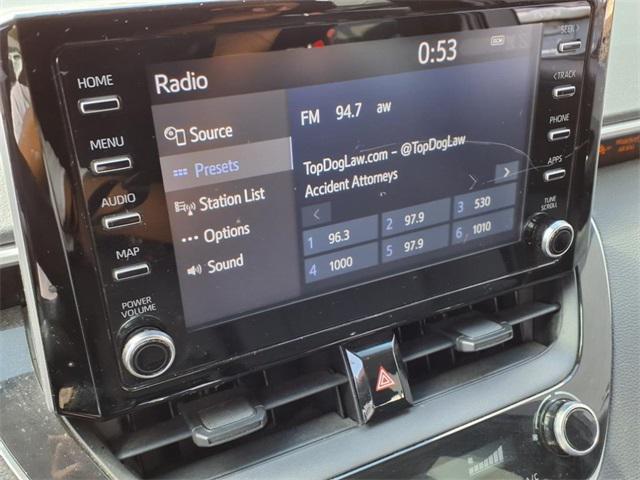 0:53
DCM
Radio
FM 94.7 aw
Source
Presets
Station List
Options
Sound
TopDogLaw.com – @TopDogLaw
Accident Attorneys
1 96.3
2 97.9
3 530
4 1000
5 97.9
6 1010
HOME
MENU
AUDIO
MAP
POWER
VOLUME
SEEK >
< TRACK
PHONE
APPS
TUNE
SCROLL